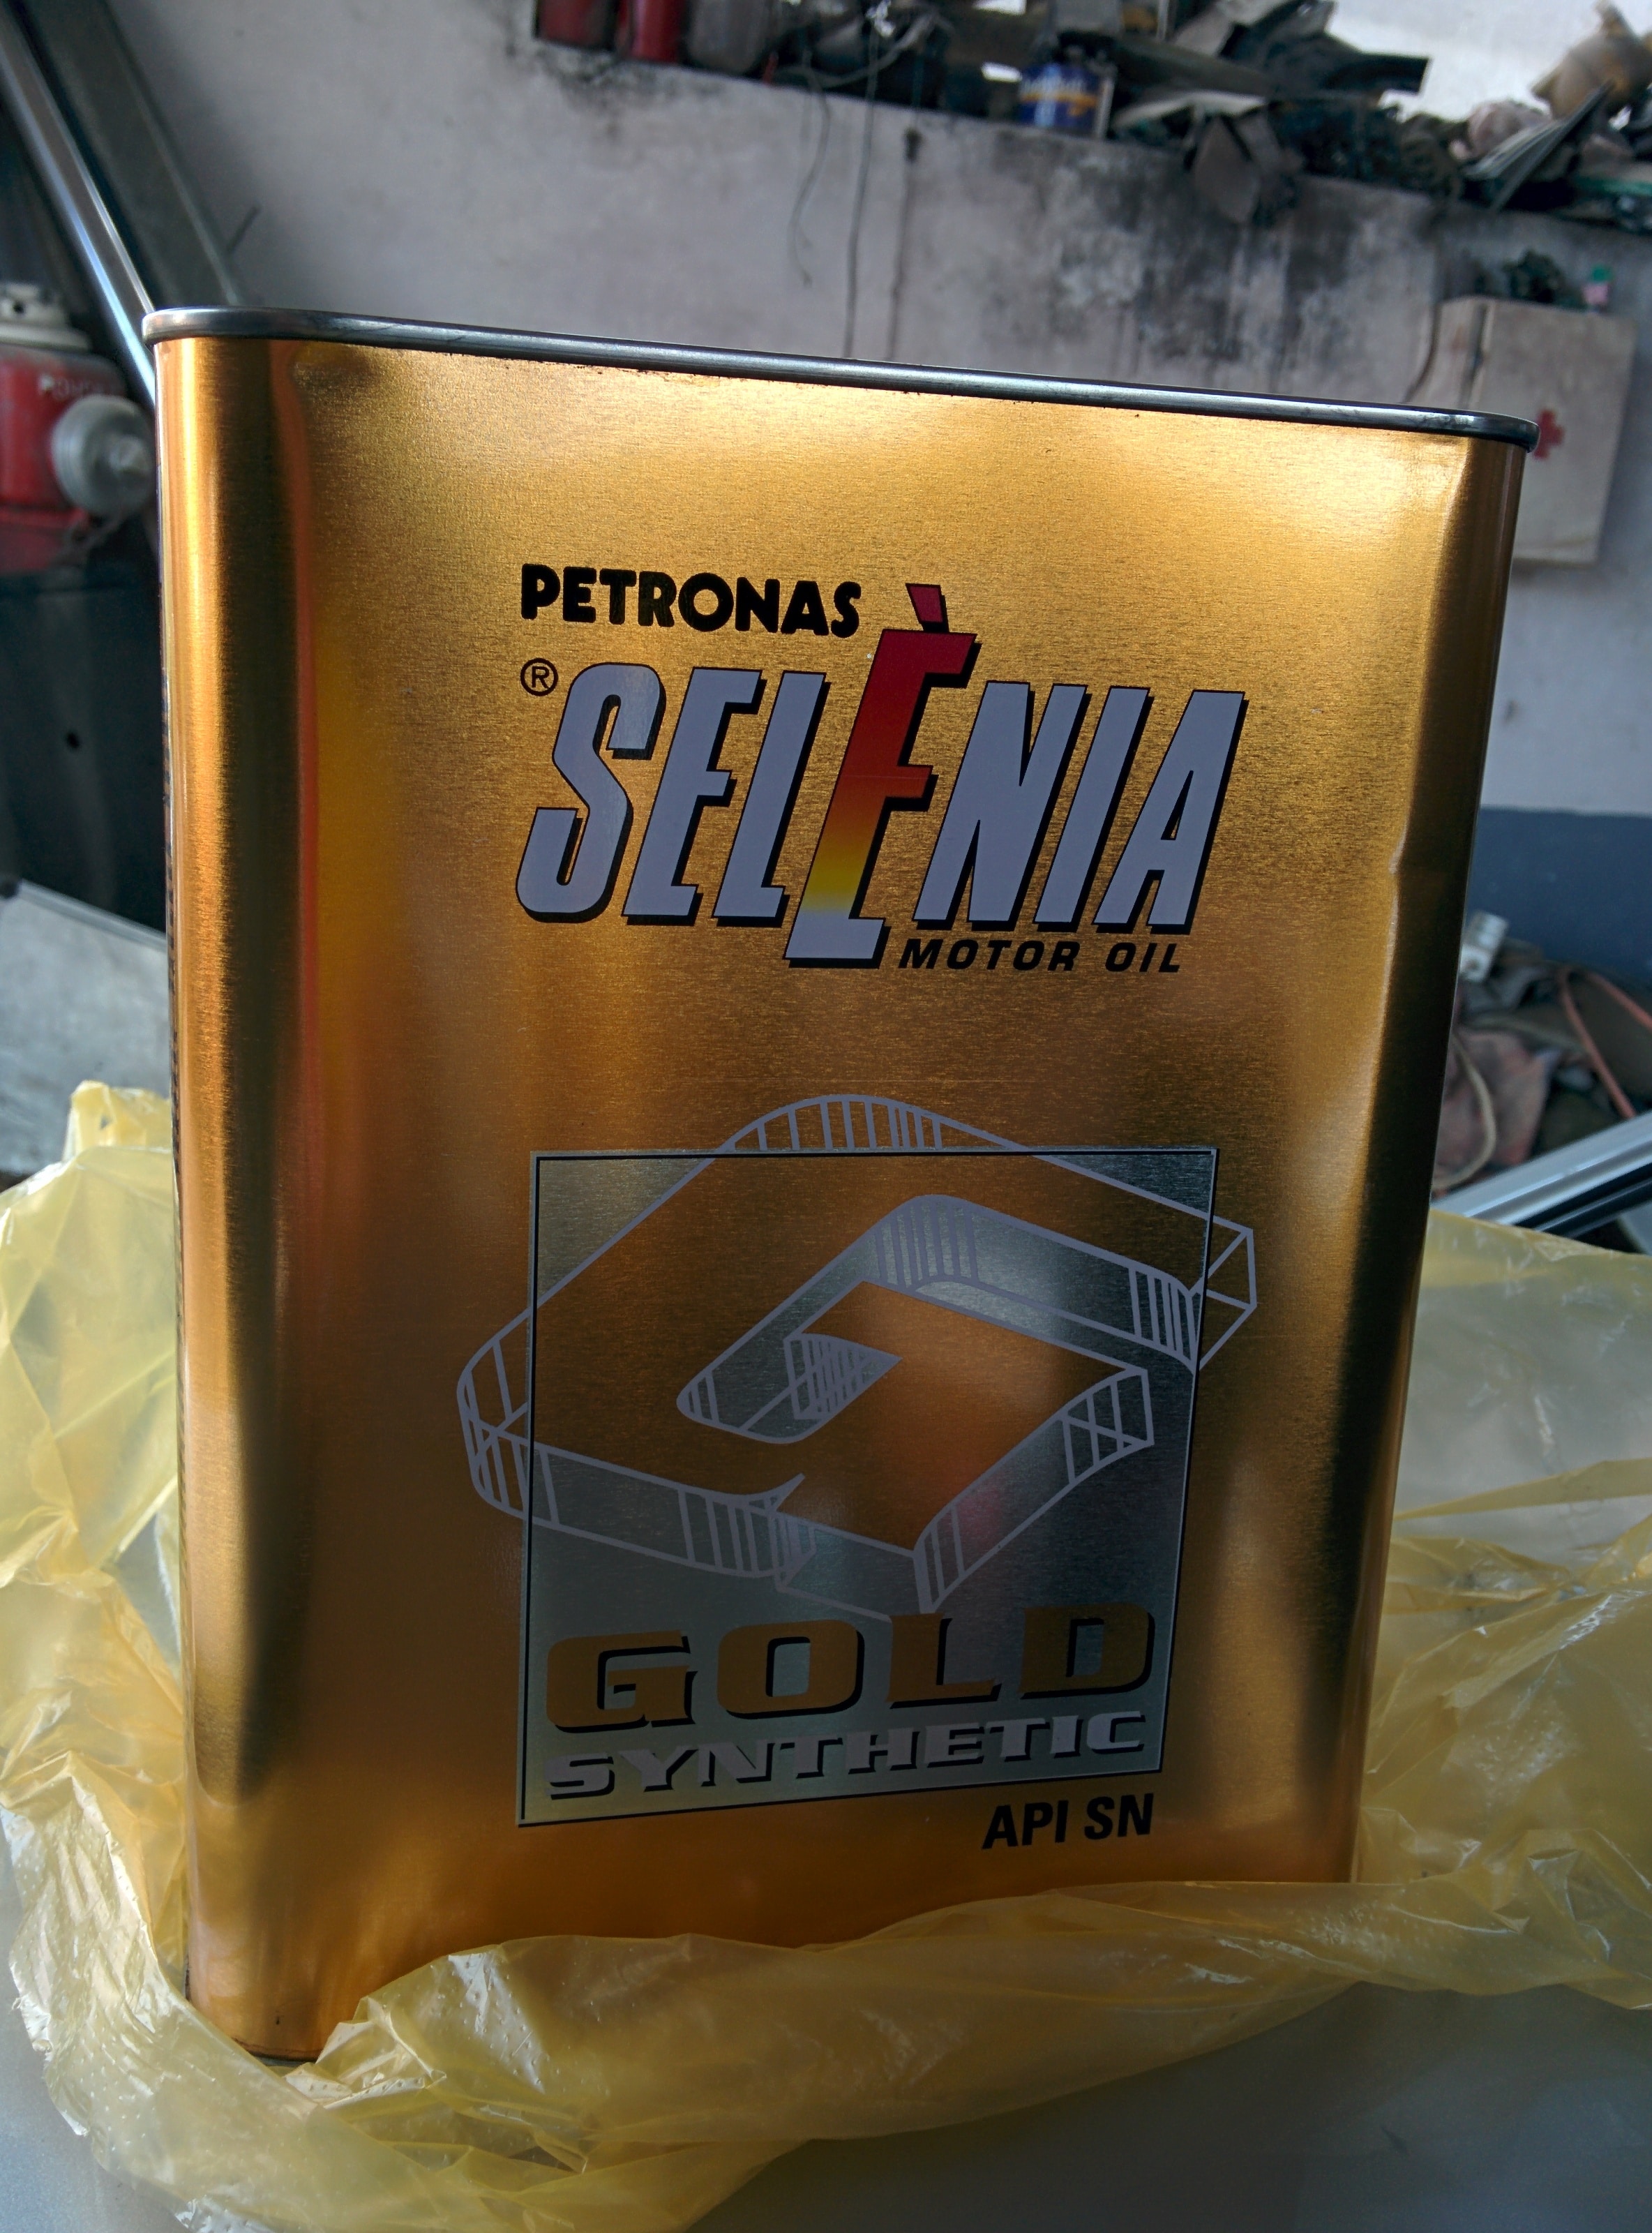 PETRONAS
® SELÈNIA
MOTOR OIL
GOLD
SYNTHETIC
API SN